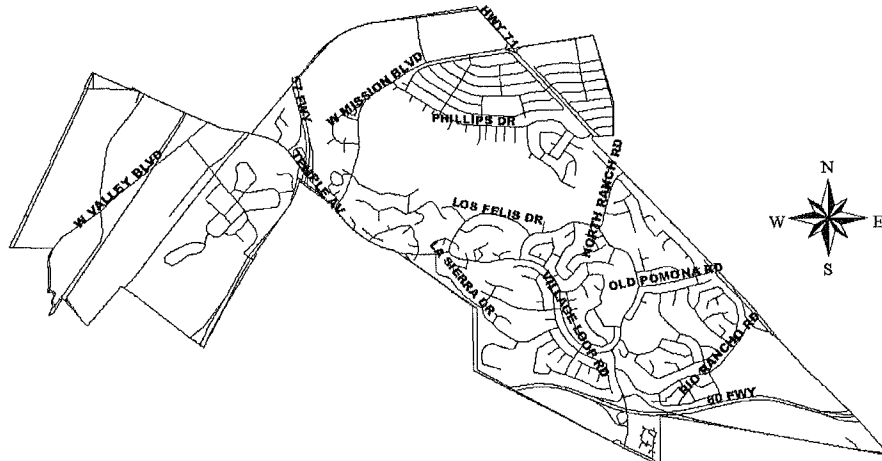 HWY 71
57 FWY
W MISSION BLVD
PHILLIPS DR
W VALLEY BLVD
TEMPLE AV
NORTH RANCH RD
LOS FELIS DR
LA SIERRA DR
VILLAGE LOOP RD
OLD POMONA RD
RIO RANCHO RD
60 FWY
N
W
E
S